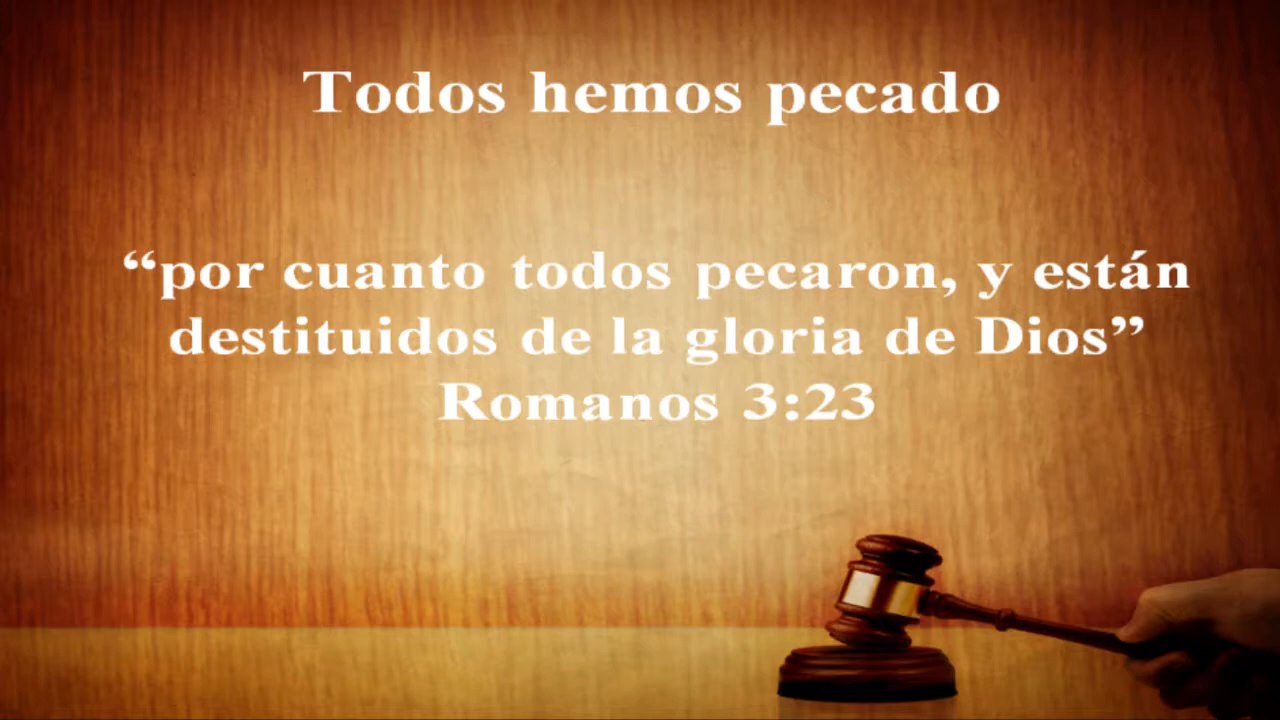 Todos hemos pecado
“por cuanto todos pecaron, y están
destituidos de la gloria de Dios”
Romanos 3:23